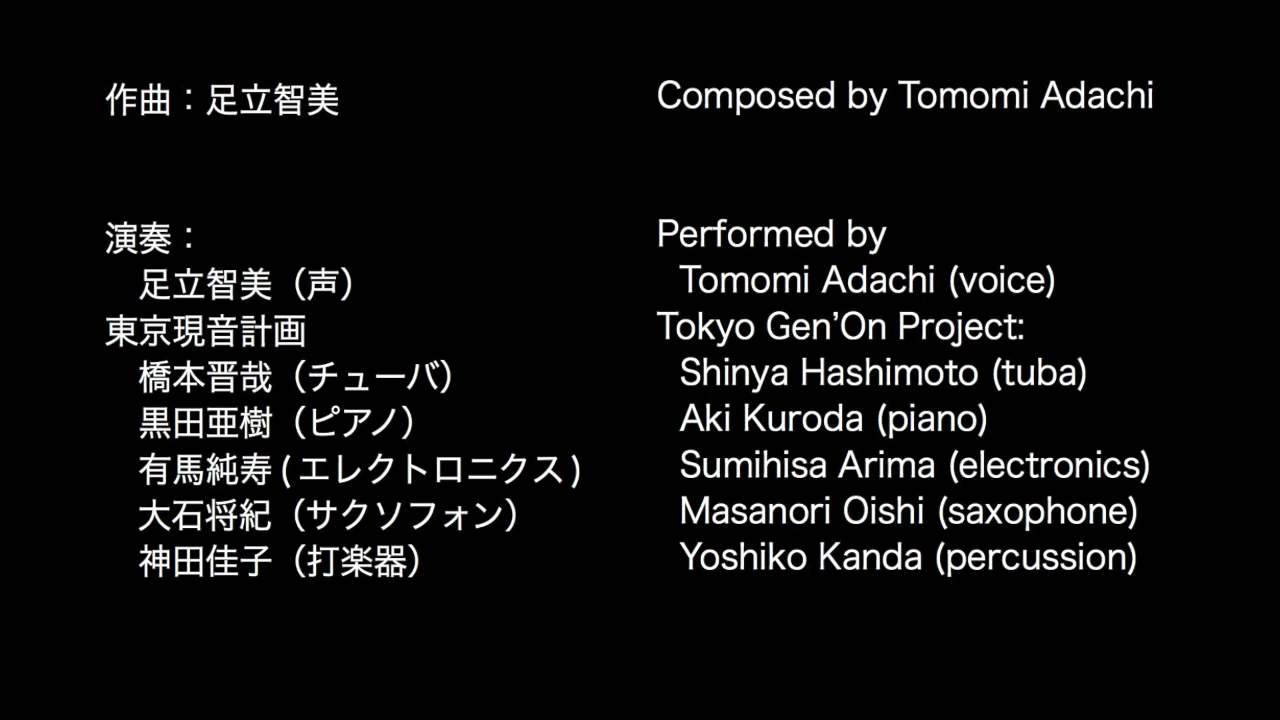 作曲：足立智美
演奏：
足立智美（声）
東京現音計画
橋本晋哉（チューバ）
黒田亜樹（ピアノ）
有馬純寿(エレクトロニクス)
大石将紀（サクソフォン）
神田佳子（打楽器）
Composed by Tomomi Adachi
Performed by
Tomomi Adachi (voice)
Tokyo Gen’On Project:
Shinya Hashimoto (tuba)
Aki Kuroda (piano)
Sumihisa Arima (electronics)
Masanori Oishi (saxophone)
Yoshiko Kanda (percussion)